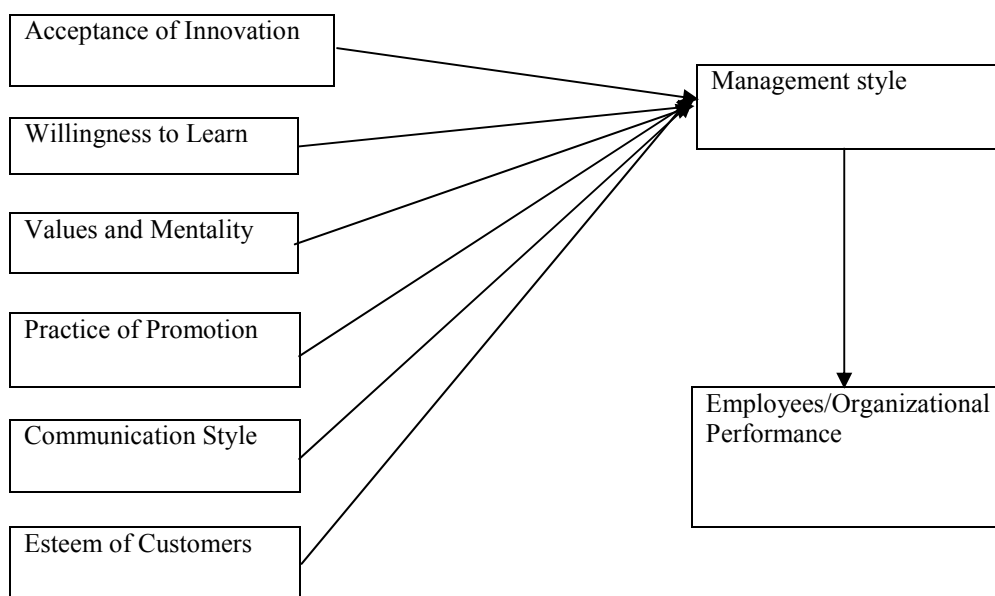 Acceptance of Innovation
Willingness to Learn
Values and Mentality
Practice of Promotion
Communication Style
Esteem of Customers
Management style
Employees/Organizational
Performance